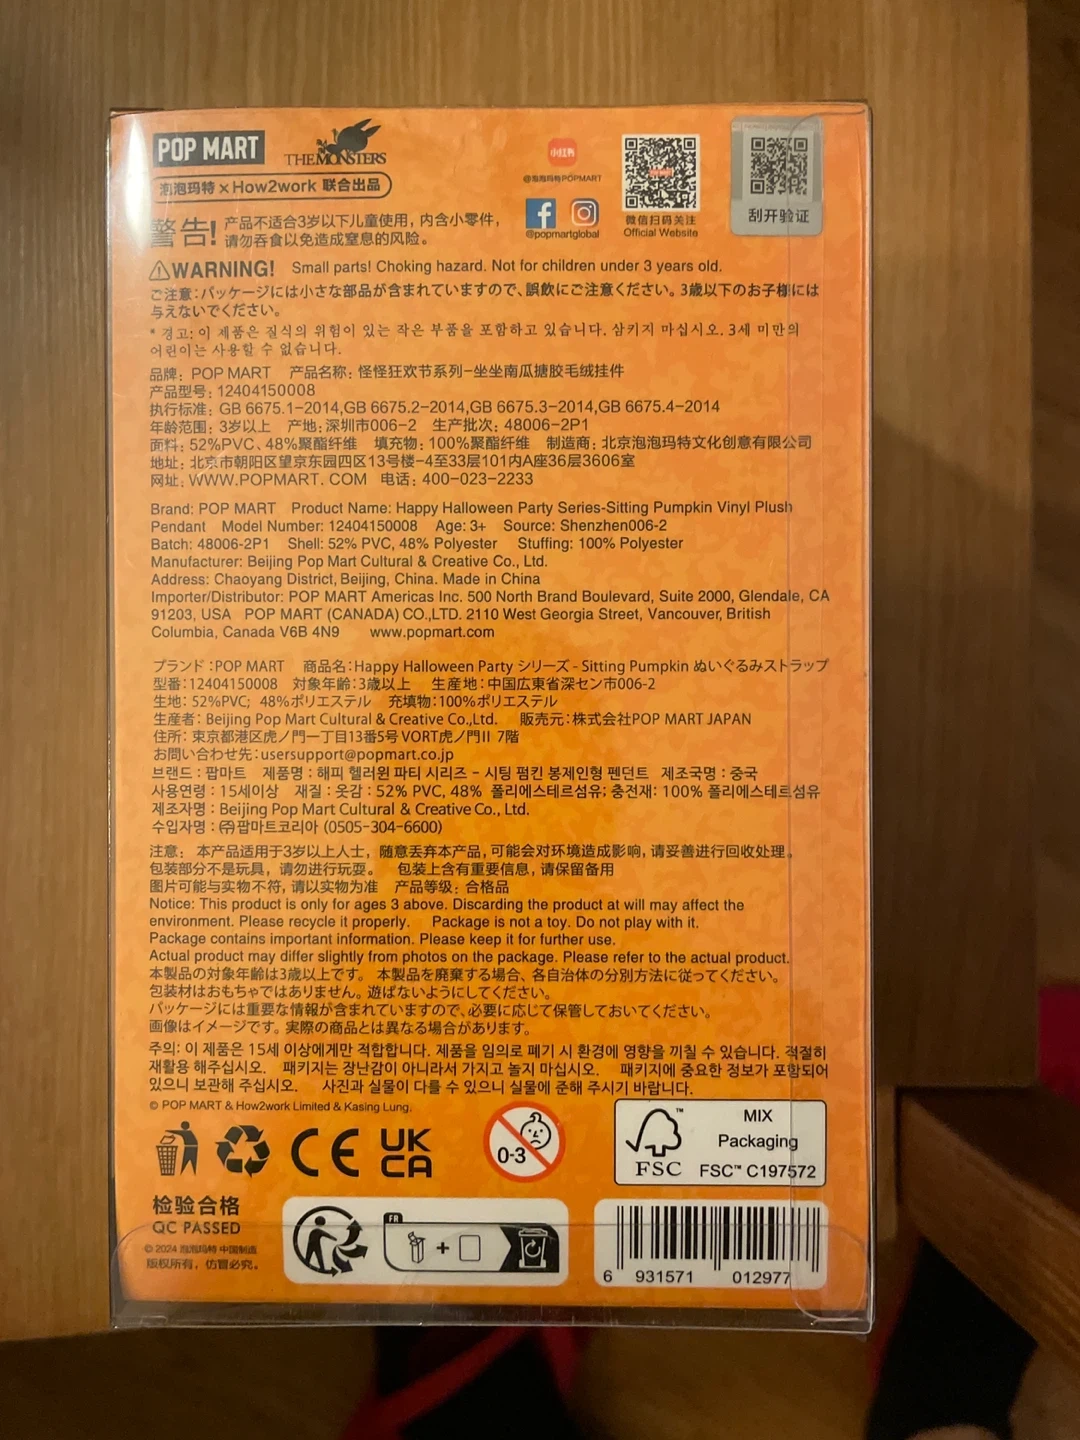 POP MART
THE MONSTERS
泡泡玛特×How2work 联合出品
小红书
@泡泡玛特POPMART
@popmartglobal
微信扫码关注
Official Website
刮开验证
警告! 产品不适合3岁以下儿童使用，内含小零件，
请勿吞食以免造成窒息的风险。
WARNING! Small parts! Choking hazard. Not for children under 3 years old.
ご注意：パッケージには小さな部品が含まれていますので、誤飲にご注意ください。3歳以下のお子様には
与えないでください。
* 경고: 이 제품은 질식의 위험이 있는 작은 부품을 포함하고 있습니다. 삼키지 마십시오. 3세 미만의
어린이는 사용할 수 없습니다.
品牌：POP MART 产品名称：怪怪狂欢节系列-坐坐南瓜搪胶毛绒挂件
产品型号：12404150008
执行标准：GB 6675.1-2014,GB 6675.2-2014,GB 6675.3-2014,GB 6675.4-2014
年龄范围：3岁以上 产地：深圳市006-2 生产批次：48006-2P1
面料：52%PVC、48%聚酯纤维 填充物：100%聚酯纤维 制造商：北京泡泡玛特文化创意有限公司
地址：北京市朝阳区望京东园四区13号楼-4至33层101内A座36层3606室
网址：WWW.POPMART. COM 电话：400-023-2233
Brand: POP MART Product Name: Happy Halloween Party Series-Sitting Pumpkin Vinyl Plush
Pendant Model Number: 12404150008 Age: 3+ Source: Shenzhen006-2
Batch: 48006-2P1 Shell: 52% PVC, 48% Polyester Stuffing: 100% Polyester
Manufacturer: Beijing Pop Mart Cultural & Creative Co., Ltd.
Address: Chaoyang District, Beijing, China. Made in China
Importer/Distributor: POP MART Americas Inc. 500 North Brand Boulevard, Suite 2000, Glendale, CA
91203, USA POP MART (CANADA) CO.,LTD. 2110 West Georgia Street, Vancouver, British
Columbia, Canada V6B 4N9 www.popmart.com
ブランド：POP MART 商品名：Happy Halloween Party シリーズ - Sitting Pumpkin ぬいぐるみストラップ
型番：12404150008 対象年齢：3歳以上 生産地：中国広東省深セン市006-2
生地：52%PVC; 48%ポリエステル 充填物：100%ポリエステル
生産者：Beijing Pop Mart Cultural & Creative Co.,Ltd. 販売元：株式会社POP MART JAPAN
住所：東京都港区虎ノ門一丁目13番5号 VORT虎ノ門II 7階
お問い合わせ先：usersupport@popmart.co.jp
브랜드 : 팝마트 제품명 : 해피 헬러윈 파티 시리즈 - 시팅 펌킨 봉제인형 펜던트 제조국명 : 중국
사용연령 : 15세이상 재질 : 옷감 : 52% PVC, 48% 폴리에스테르섬유; 충전재: 100% 폴리에스테르섬유
제조자명 : Beijing Pop Mart Cultural & Creative Co., Ltd.
수입자명 : ㈜팝마트코리아 (0505-304-6600)
注意： 本产品适用于3岁以上人士，随意丢弃本产品，可能会对环境造成影响，请妥善进行回收处理。
包装部分不是玩具，请勿进行玩耍。 包装上含有重要信息，请保留备用
图片可能与实物不符，请以实物为准 产品等级：合格品
Notice: This product is only for ages 3 above. Discarding the product at will may affect the
environment. Please recycle it properly. Package is not a toy. Do not play with it.
Package contains important information. Please keep it for further use.
Actual product may differ slightly from photos on the package. Please refer to the actual product.
本製品の対象年齢は3歳以上です。 本製品を廃棄する場合、各自治体の分別方法に従ってください。
包装材はおもちゃではありません。遊ばないようにしてください。
パッケージには重要な情報が含まれていますので、必要に応じて保管しておいてください。
画像はイメージです。実際の商品とは異なる場合があります。
주의: 이 제품은 15세 이상에게만 적합합니다. 제품을 임의로 폐기 시 환경에 영향을 끼칠 수 있습니다. 적절히
재활용 해주십시오. 패키지는 장난감이 아니라서 가지고 놀지 마십시오. 패키지에 중요한 정보가 포함되어
있으니 보관해 주십시오. 사진과 실물이 다를 수 있으니 실물에 준해 주시기 바랍니다.
© POP MART & How2work Limited & Kasing Lung.
CE
UK
CA
0-3
FSC
MIX
Packaging
FSC™ C197572
检验合格
QC PASSED
© 2024 泡泡玛特 中国制造
版权所有，仿冒必究。
FR
+
6 931571 012977